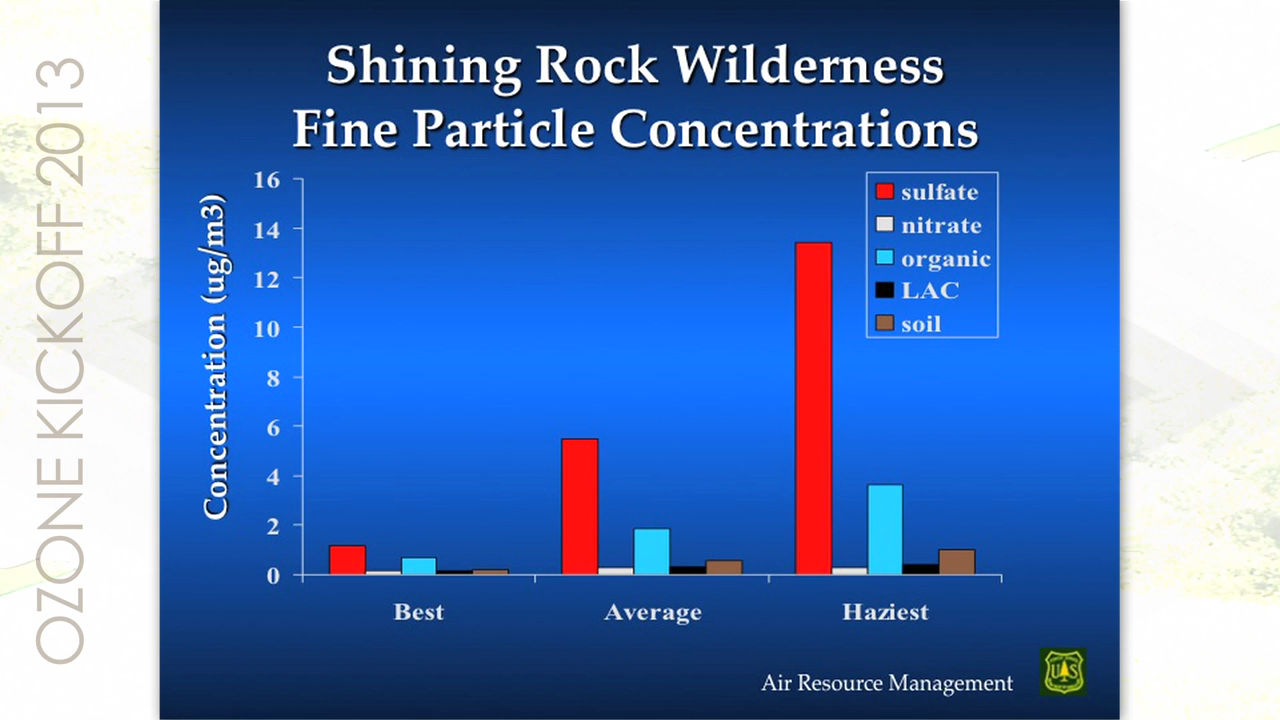 OZONE KICKOFF 2013
Shining Rock Wilderness
Fine Particle Concentrations
Concentration (ug/m3)
16
14
12
10
8
6
4
2
0
sulfate
nitrate
organic
LAC
soil
Best
Average
Haziest
Air Resource Management
U S